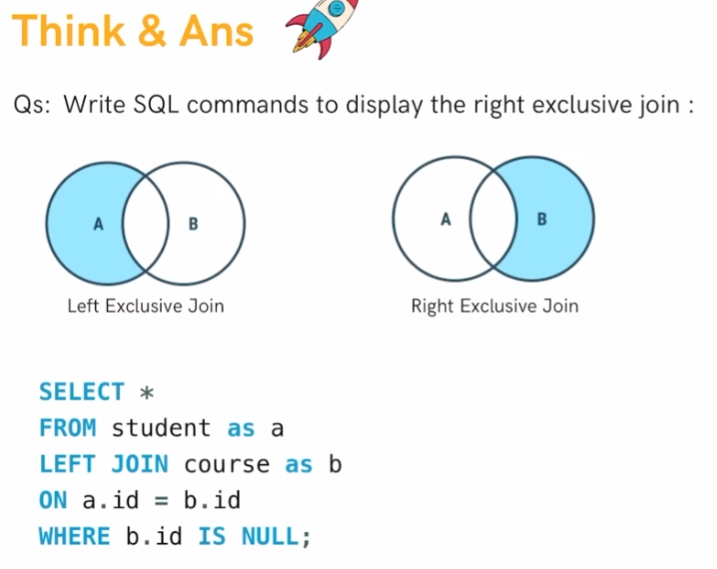 Think & Ans
Qs: Write SQL commands to display the right exclusive join :
A B
A B
Left Exclusive Join
Right Exclusive Join
SELECT *
FROM student as a
LEFT JOIN course as b
ON a.id = b.id
WHERE b.id IS NULL;